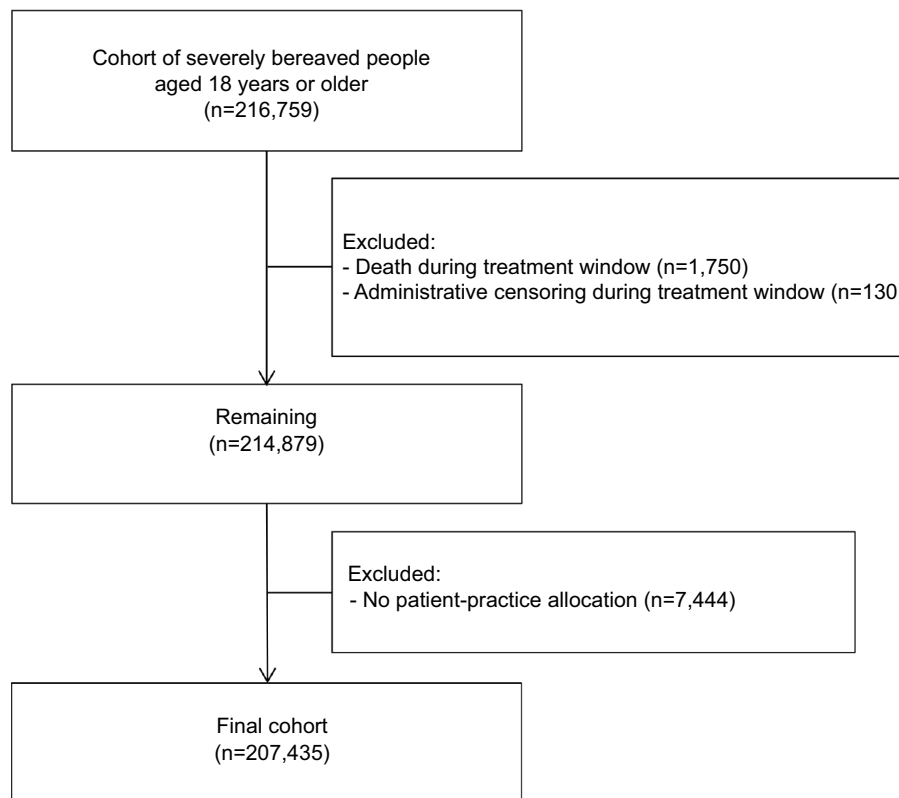 Cohort of severely bereaved people
aged 18 years or older
(n=216,759)
Excluded:
- Death during treatment window (n=1,750)
- Administrative censoring during treatment window (n=130
Remaining
(n=214,879)
Excluded:
- No patient-practice allocation (n=7,444)
Final cohort
(n=207,435)